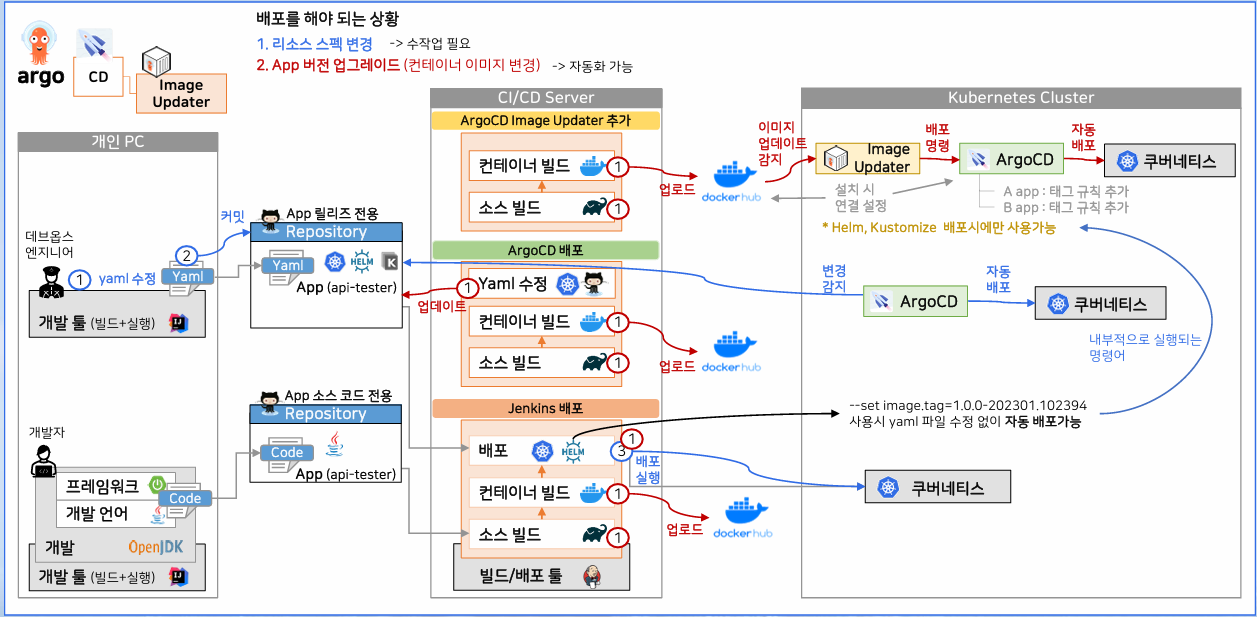 배포를 해야 되는 상황
1. 리소스 스펙 변경 -> 수작업 필요
2. App 버전 업그레이드 (컨테이너 이미지 변경) -> 자동화 가능
argo
CD
Image
Updater
개인 PC
데브옵스
엔지니어
1
yaml 수정
2
Yaml
커밋
개발 툴 (빌드+실행)
개발자
프레임워크
개발 언어
Code
개발
OpenJDK
개발 툴 (빌드+실행)
App 릴리즈 전용
Repository
Yaml
HELM
K
App (api-tester)
업데이트
App 소스 코드 전용
Repository
Code
App (api-tester)
CI/CD Server
ArgoCD Image Updater 추가
컨테이너 빌드
1
소스 빌드
1
업로드
dockerhub
ArgoCD 배포
1
Yaml 수정
컨테이너 빌드
1
소스 빌드
1
업로드
dockerhub
Jenkins 배포
배포
HELM
1
3
배포
실행
컨테이너 빌드
1
소스 빌드
1
업로드
dockerhub
빌드/배포 툴
Kubernetes Cluster
이미지
업데이트
감지
Image
Updater
배포
명령
ArgoCD
자동
배포
쿠버네티스
설치 시
연결 설정
A app : 태그 규칙 추가
B app : 태그 규칙 추가
* Helm, Kustomize 배포시에만 사용가능
변경
감지
ArgoCD
자동
배포
쿠버네티스
내부적으로 실행되는
명령어
--set image.tag=1.0.0-202301.102394
사용시 yaml 파일 수정 없이 자동 배포가능
쿠버네티스